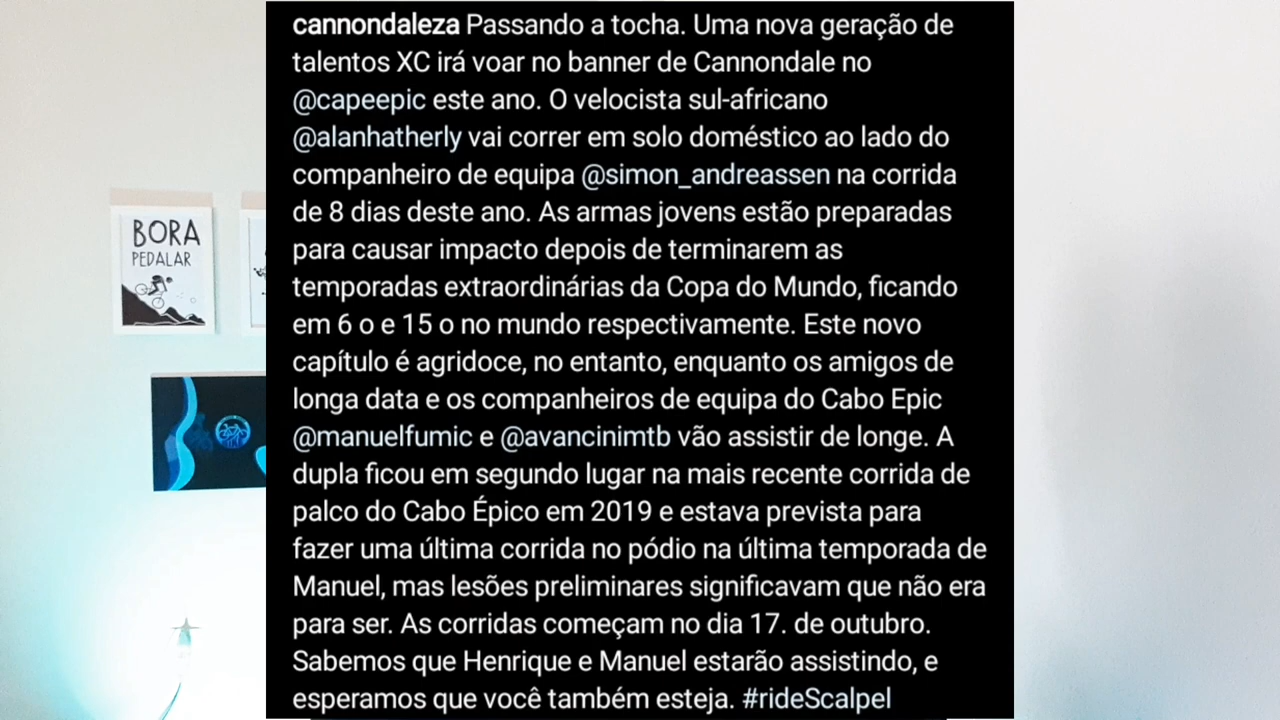 cannondaleza Passando a tocha. Uma nova geração de
talentos XC irá voar no banner de Cannondale no
@capeepic este ano. O velocista sul-africano
@alanhatherly vai correr em solo doméstico ao lado do
companheiro de equipa @simon_andreassen na corrida
de 8 dias deste ano. As armas jovens estão preparadas
para causar impacto depois de terminarem as
temporadas extraordinárias da Copa do Mundo, ficando
em 6 o e 15 o no mundo respectivamente. Este novo
capítulo é agridoce, no entanto, enquanto os amigos de
longa data e os companheiros de equipa do Cabo Epic
@manuelfumic e @avancinimtb vão assistir de longe. A
dupla ficou em segundo lugar na mais recente corrida de
palco do Cabo Épico em 2019 e estava prevista para
fazer uma última corrida no pódio na última temporada de
Manuel, mas lesões preliminares significavam que não era
para ser. As corridas começam no dia 17. de outubro.
Sabemos que Henrique e Manuel estarão assistindo, e
esperamos que você também esteja. #rideScalpel
BORA
PEDALAR